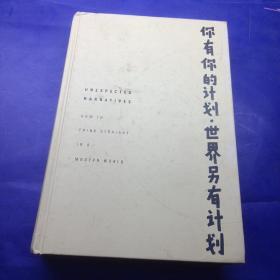 你有你的计划·世界另有计划
UNEXPECTED
NARRATIVES
HOW TO
THINK STRAIGHT
IN A
MODERN WORLD